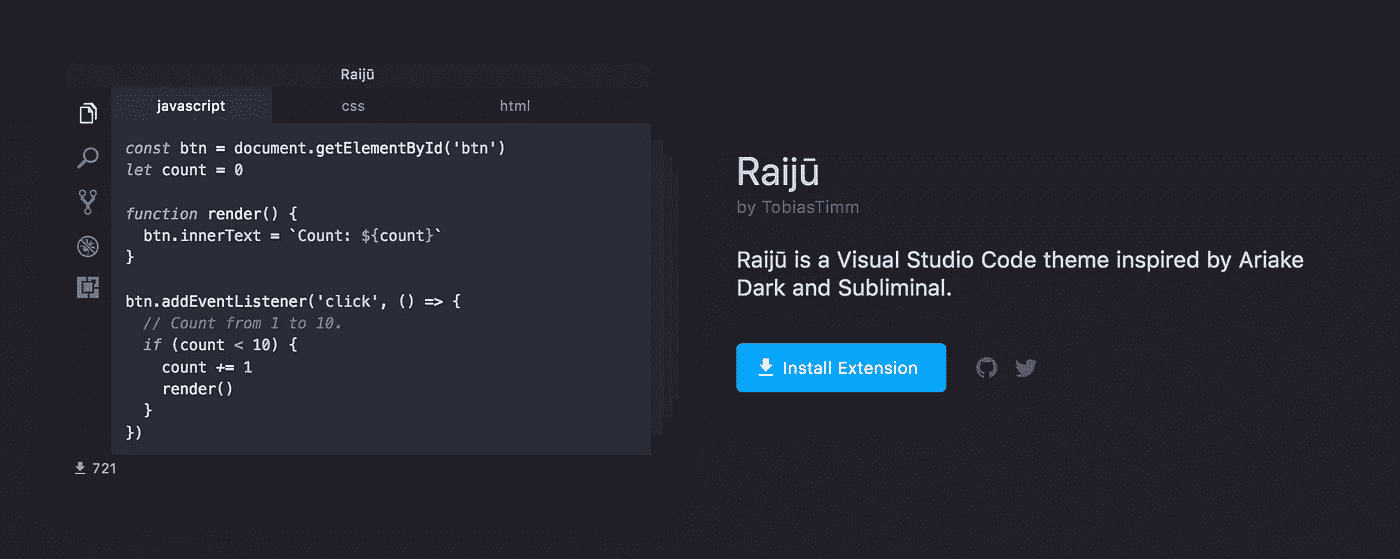 Raijū
javascript
css
html
const btn = document.getElementById('btn')
let count = 0
function render() {
  btn.innerText = `Count: ${count}`
}
btn.addEventListener('click', () => {
  // Count from 1 to 10.
  if (count < 10) {
    count += 1
    render()
  }
})
721
Raijū
by TobiasTimm
Raijū is a Visual Studio Code theme inspired by Ariake
Dark and Subliminal.
Install Extension